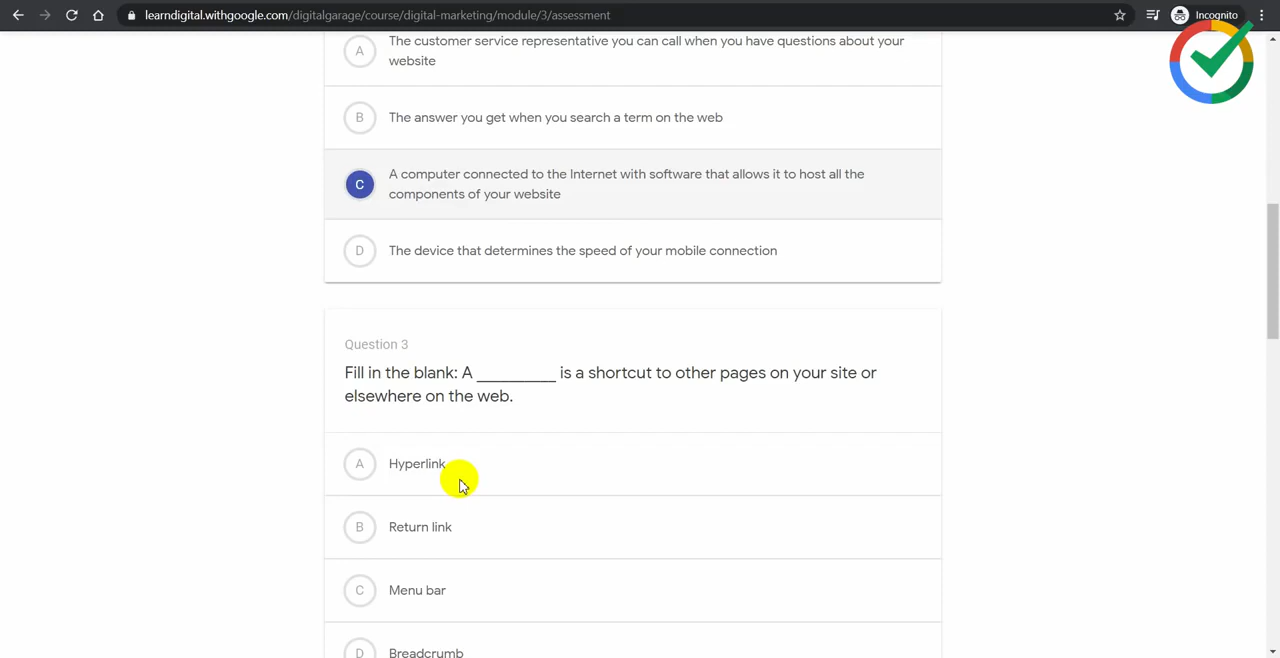 learndigital.withgoogle.com/digitalgarage/course/digital-marketing/module/3/assessment
Incognito
A
The customer service representative you can call when you have questions about your
website
B
The answer you get when you search a term on the web
C
A computer connected to the Internet with software that allows it to host all the
components of your website
D
The device that determines the speed of your mobile connection
Question 3
Fill in the blank: A _________ is a shortcut to other pages on your site or
elsewhere on the web.
A
Hyperlink
B
Return link
C
Menu bar
D
Breadcrumb